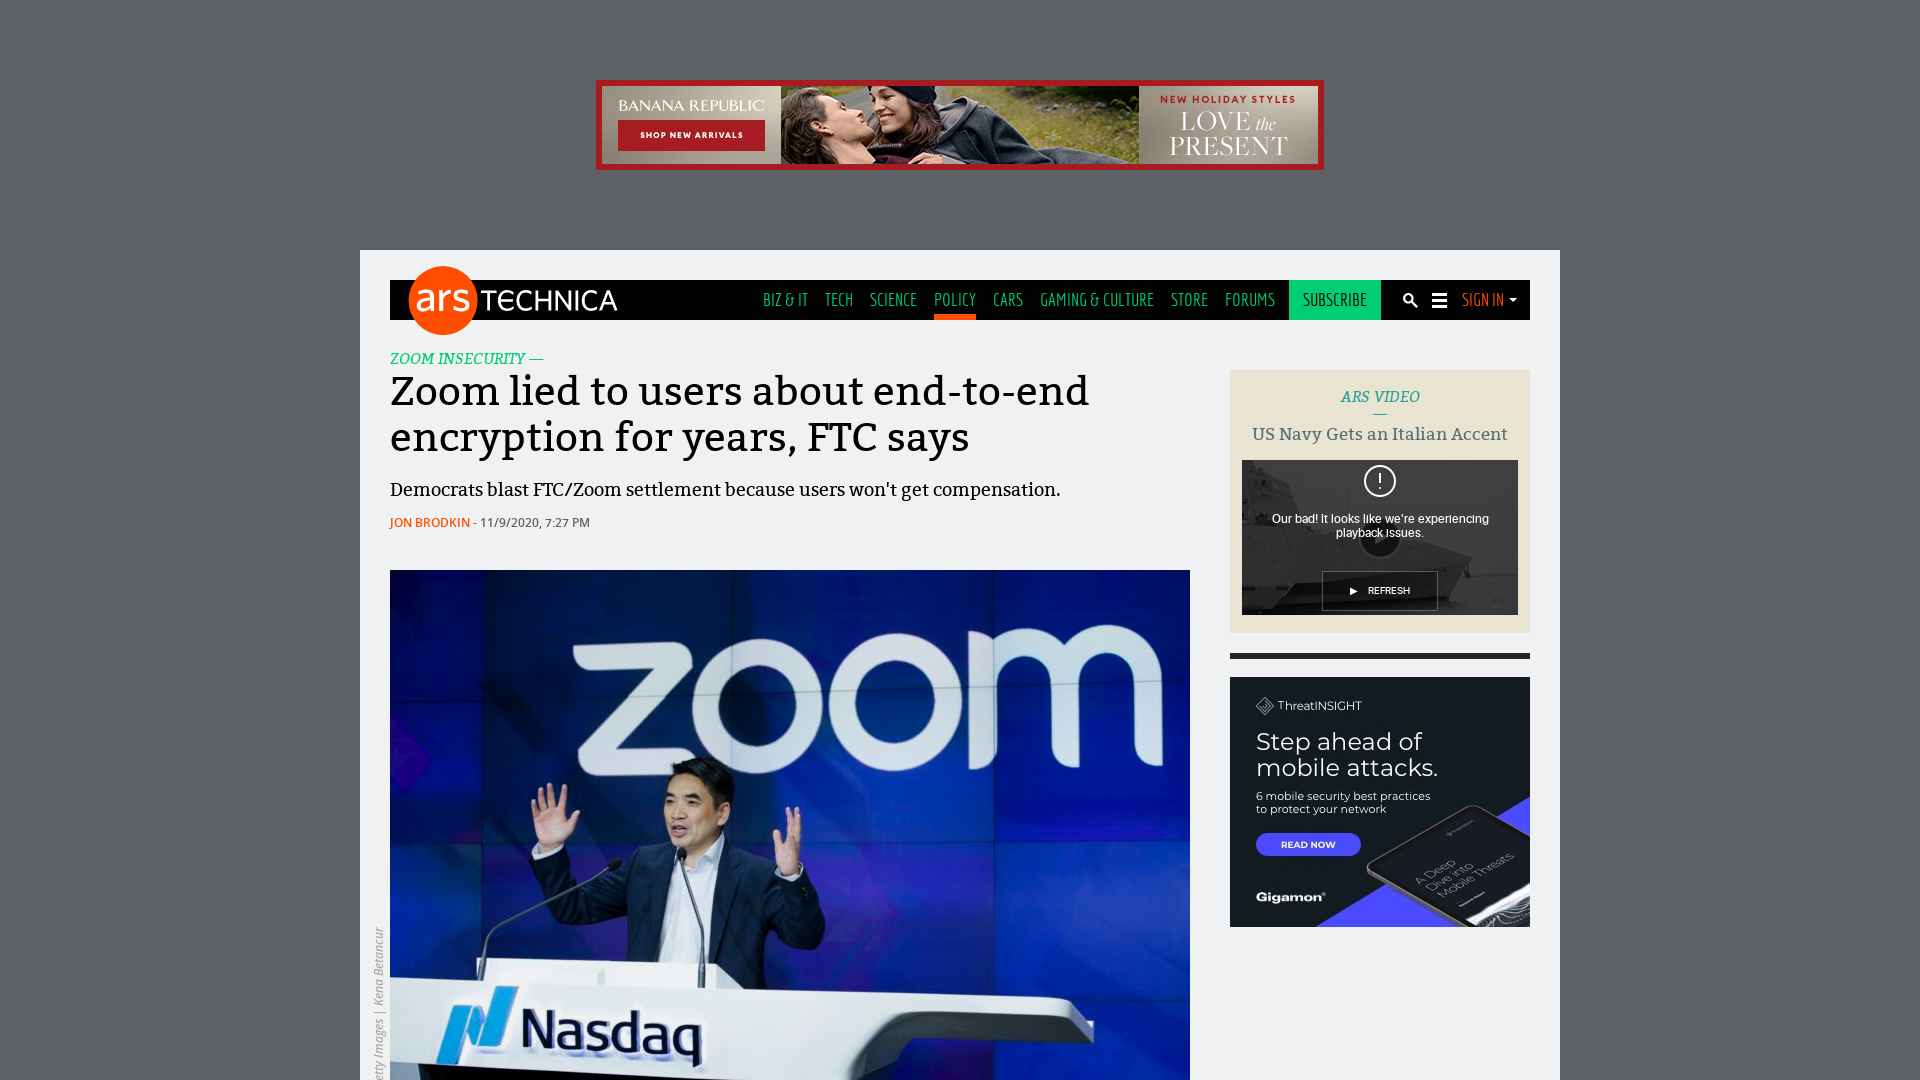 BANANA REPUBLIC
SHOP NEW ARRIVALS
NEW HOLIDAY STYLES
LOVE the
PRESENT
ars TECHNICA
BIZ & IT TECH SCIENCE POLICY CARS GAMING & CULTURE STORE FORUMS SUBSCRIBE SIGN IN
ZOOM INSECURITY —
Zoom lied to users about end-to-end
encryption for years, FTC says
Democrats blast FTC/Zoom settlement because users won't get compensation.
JON BRODKIN - 11/9/2020, 7:27 PM
zoom
Nasdaq
etty Images | Kena Betancur
ARS VIDEO
—
US Navy Gets an Italian Accent
Our bad! It looks like we're experiencing
playback issues.
REFRESH
ThreatINSIGHT
Step ahead of
mobile attacks.
6 mobile security best practices
to protect your network
READ NOW
A Deep
Dive into
Mobile Threats
Gigamon®